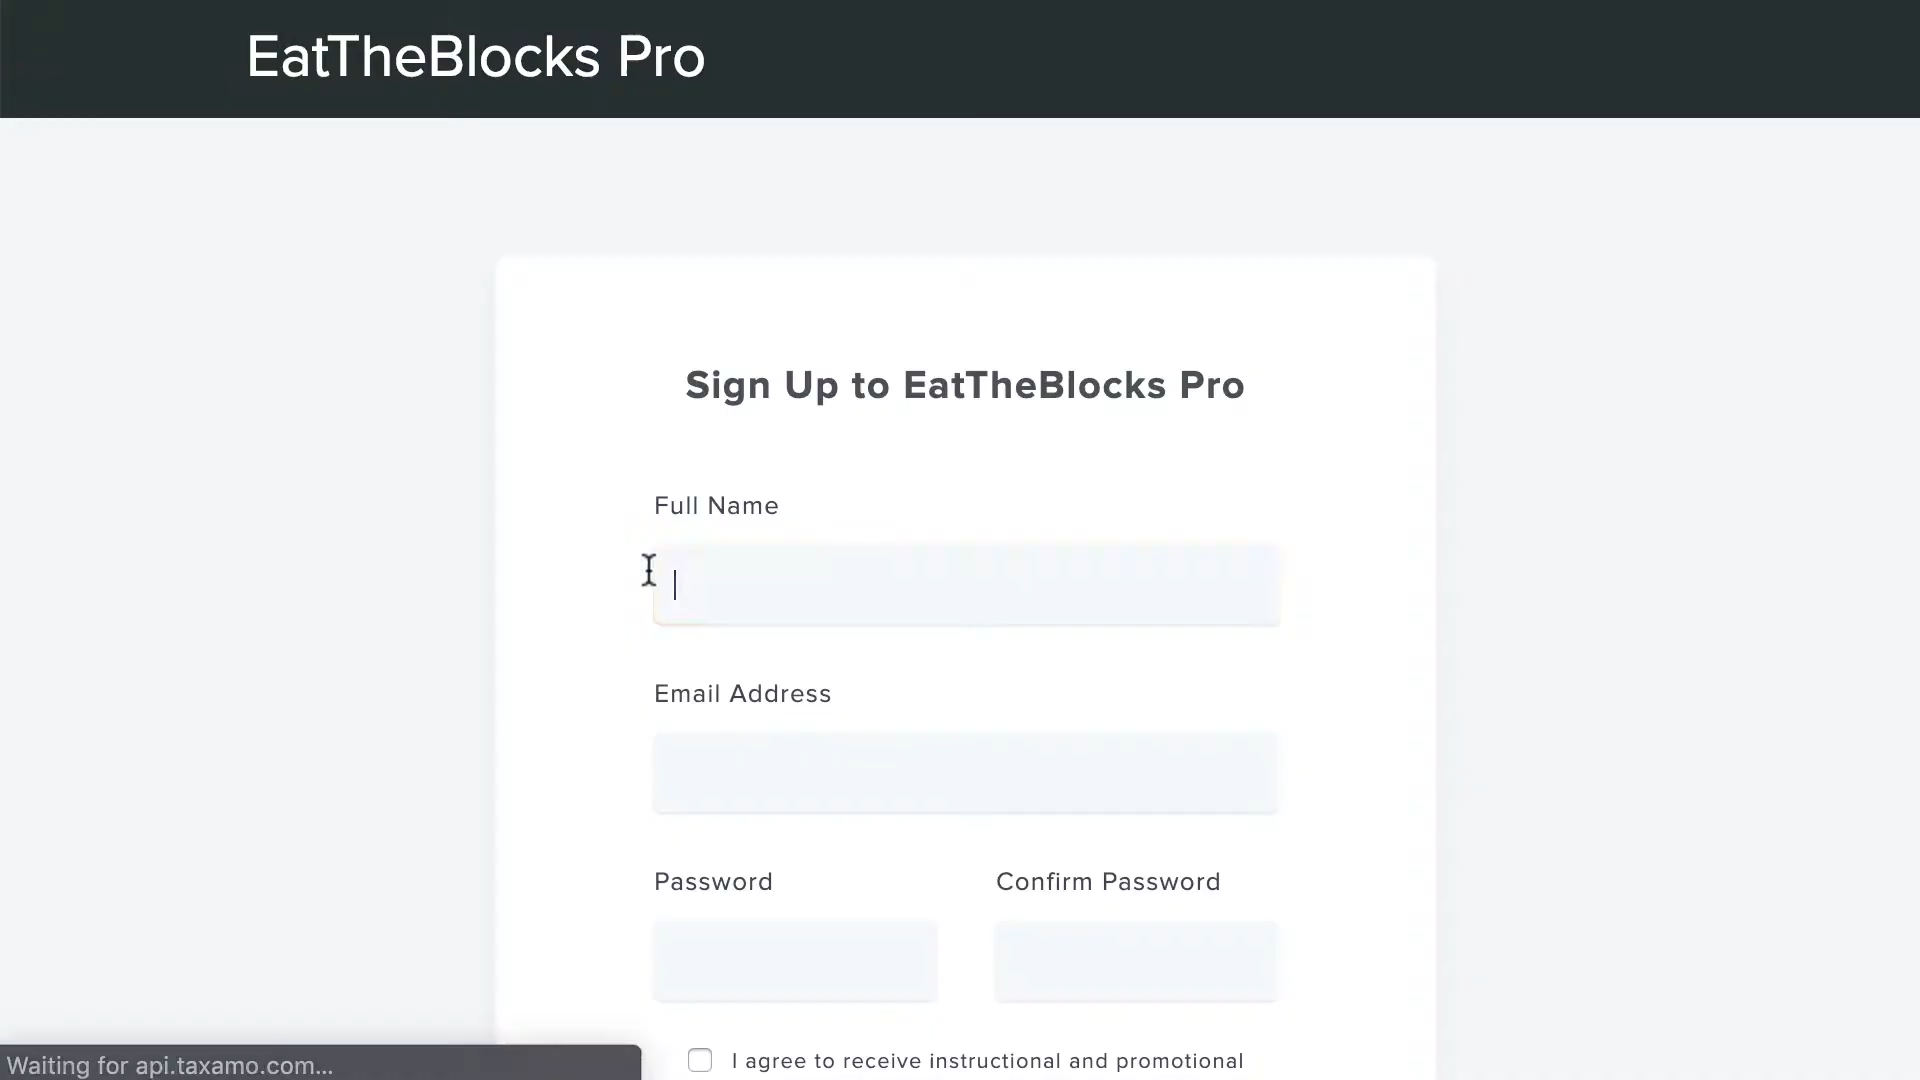 EatTheBlocks Pro
Sign Up to EatTheBlocks Pro
Full Name
Email Address
Password
Confirm Password
I agree to receive instructional and promotional
Waiting for api.taxamo.com...